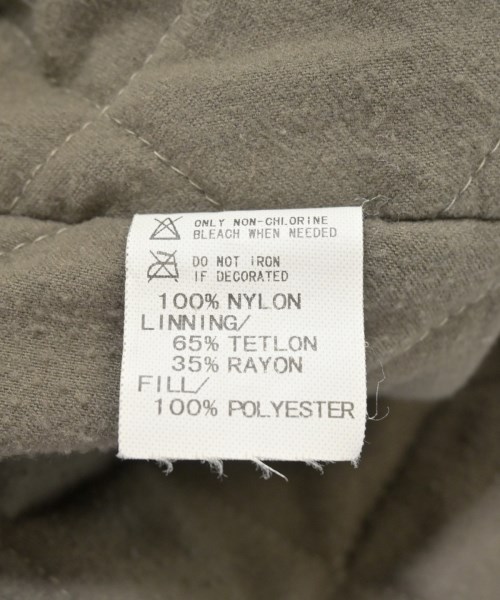 ONLY NON-CHLORINE
BLEACH WHEN NEEDED
DO NOT IRON
IF DECORATED
100% NYLON
LINNING/
65% TETLON
35% RAYON
FILL/
100% POLYESTER